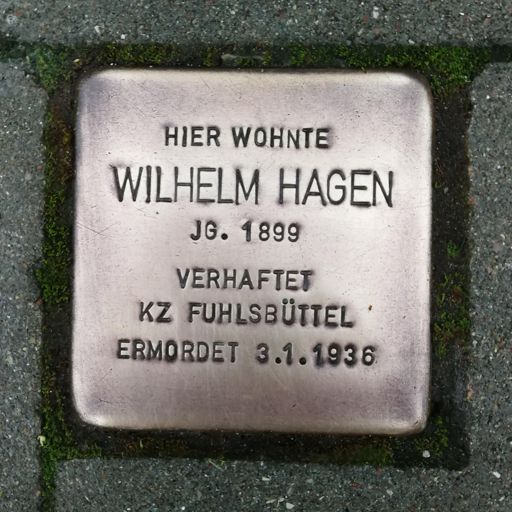 HIER WOHNTE
WILHELM HAGEN
JG. 1899
VERHAFTET
KZ FUHLSBÜTTEL
ERMORDET 3.1.1936